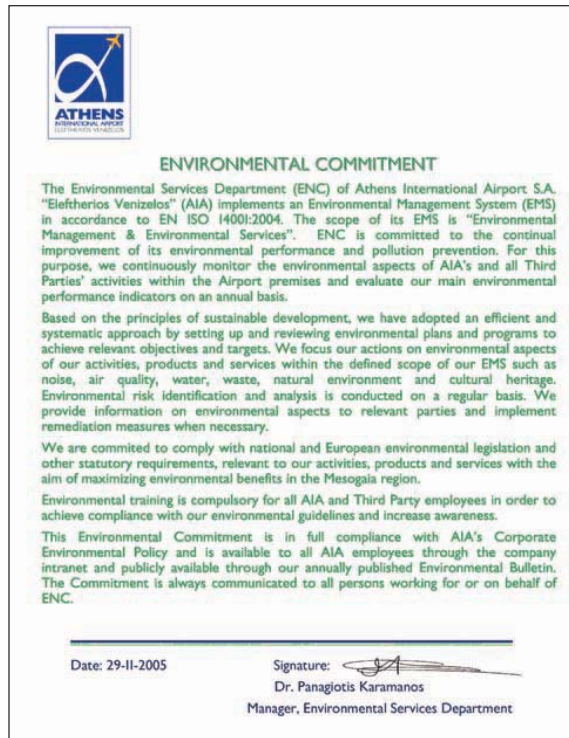 ATHENS
INTERNATIONAL AIRPORT
ELEFTHERIOS VENIZELOS
ENVIRONMENTAL COMMITMENT
The Environmental Services Department (ENC) of Athens International Airport S.A.
"Eleftherios Venizelos" (AIA) implements an Environmental Management System (EMS)
in accordance to EN ISO 14001:2004. The scope of its EMS is "Environmental
Management & Environmental Services". ENC is committed to the continual
improvement of its environmental performance and pollution prevention. For this
purpose, we continuously monitor the environmental aspects of AIA's and all Third
Parties' activities within the Airport premises and evaluate our main environmental
performance indicators on an annual basis.
Based on the principles of sustainable development, we have adopted an efficient and
systematic approach by setting up and reviewing environmental plans and programs to
achieve relevant objectives and targets. We focus our actions on environmental aspects
of our activities, products and services within the defined scope of our EMS such as
noise, air quality, water, waste, natural environment and cultural heritage.
Environmental risk identification and analysis is conducted on a regular basis. We
provide information on environmental aspects to relevant parties and implement
remediation measures when necessary.
We are commited to comply with national and European environmental legislation and
other statutory requirements, relevant to our activities, products and services with the
aim of maximizing environmental benefits in the Mesogaia region.
Environmental training is compulsory for all AIA and Third Party employees in order to
achieve compliance with our environmental guidelines and increase awareness.
This Environmental Commitment is in full compliance with AIA's Corporate
Environmental Policy and is available to all AIA employees through the company
intranet and publicly available through our annually published Environmental Bulletin.
The Commitment is always communicated to all persons working for or on behalf of
ENC.
Date: 29-11-2005
Signature:
Dr. Panagiotis Karamanos
Manager, Environmental Services Department